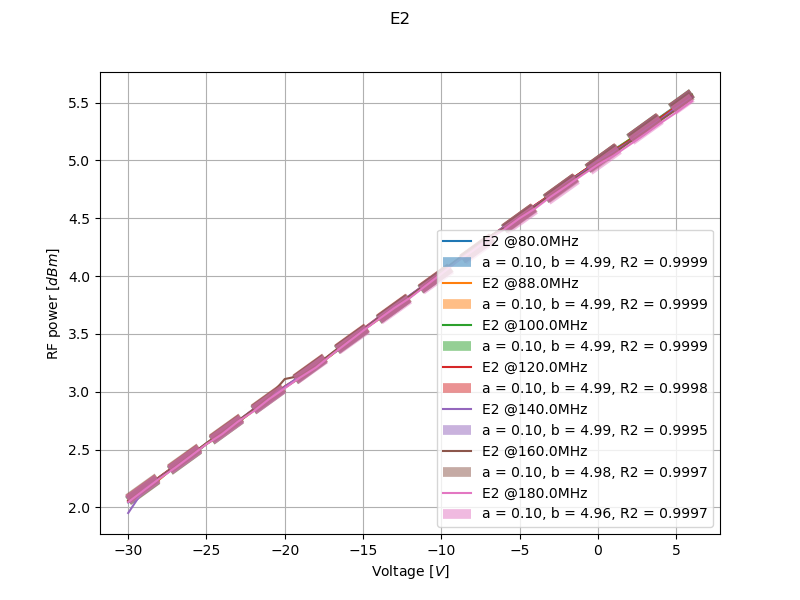 E2
5.5
5.0
4.5
4.0
3.5
3.0
2.5
2.0
RF power [dBm]
E2 @80.0MHz
a = 0.10, b = 4.99, R2 = 0.9999
E2 @88.0MHz
a = 0.10, b = 4.99, R2 = 0.9999
E2 @100.0MHz
a = 0.10, b = 4.99, R2 = 0.9999
E2 @120.0MHz
a = 0.10, b = 4.99, R2 = 0.9998
E2 @140.0MHz
a = 0.10, b = 4.99, R2 = 0.9995
E2 @160.0MHz
a = 0.10, b = 4.98, R2 = 0.9997
E2 @180.0MHz
a = 0.10, b = 4.96, R2 = 0.9997
−30 −25 −20 −15 −10 −5 0 5
Voltage [V]